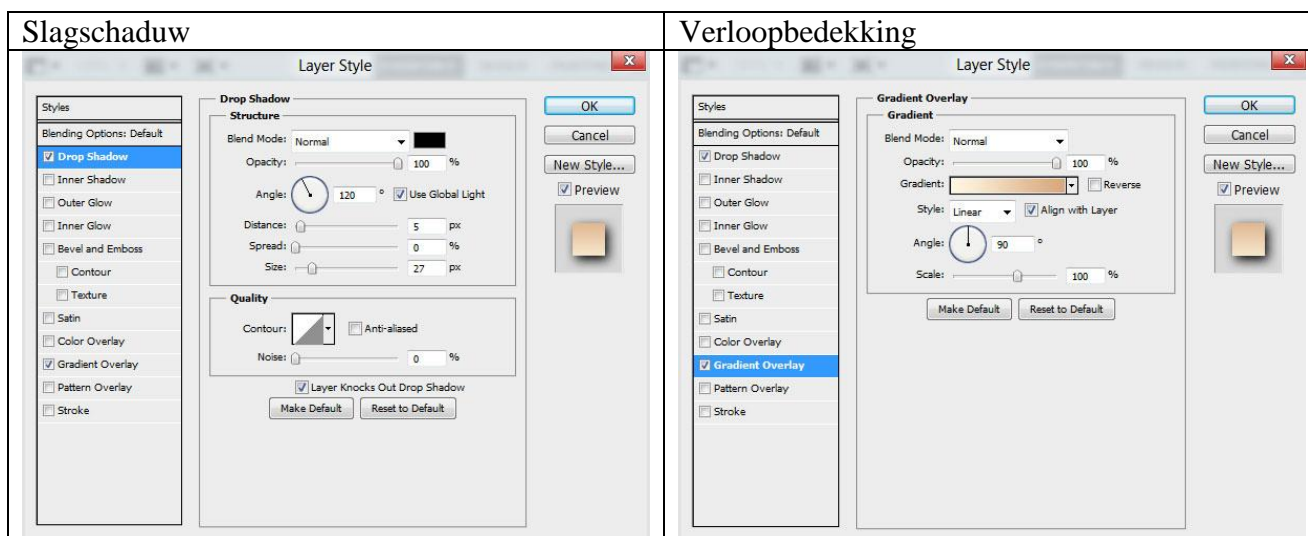 Slagschaduw
Layer Style
X
Styles
Blending Options: Default
Drop Shadow
Inner Shadow
Outer Glow
Inner Glow
Bevel and Emboss
Contour
Texture
Satin
Color Overlay
Gradient Overlay
Pattern Overlay
Stroke
Drop Shadow
Structure
Blend Mode: Normal
Opacity: 100 %
Angle: 120 ° Use Global Light
Distance: 5 px
Spread: 0 %
Size: 27 px
Quality
Contour: Anti-aliased
Noise: 0 %
Layer Knocks Out Drop Shadow
Make Default Reset to Default
OK
Cancel
New Style...
Preview
Verloopbedekking
Layer Style
X
Styles
Blending Options: Default
Drop Shadow
Inner Shadow
Outer Glow
Inner Glow
Bevel and Emboss
Contour
Texture
Satin
Color Overlay
Gradient Overlay
Pattern Overlay
Stroke
Gradient Overlay
Gradient
Blend Mode: Normal
Opacity: 100 %
Gradient: Reverse
Style: Linear Align with Layer
Angle: 90 °
Scale: 100 %
Make Default Reset to Default
OK
Cancel
New Style...
Preview